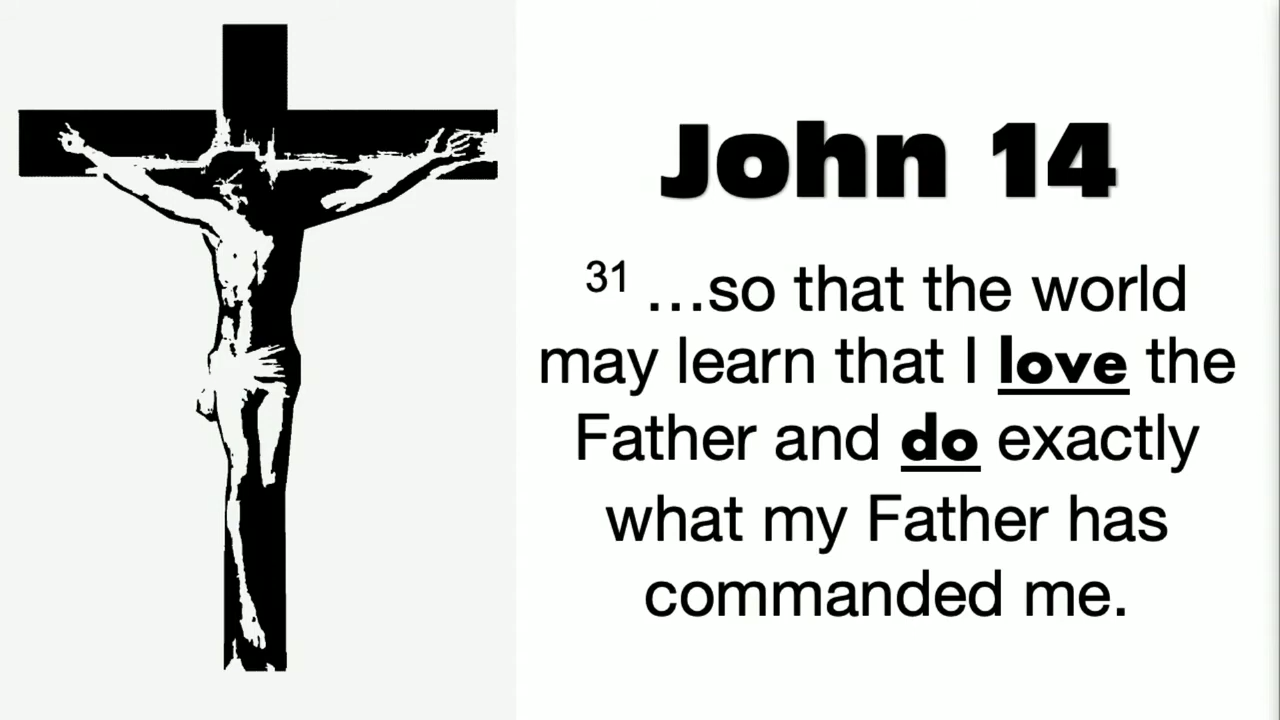 John 14
31 …so that the world
may learn that I love the
Father and do exactly
what my Father has
commanded me.